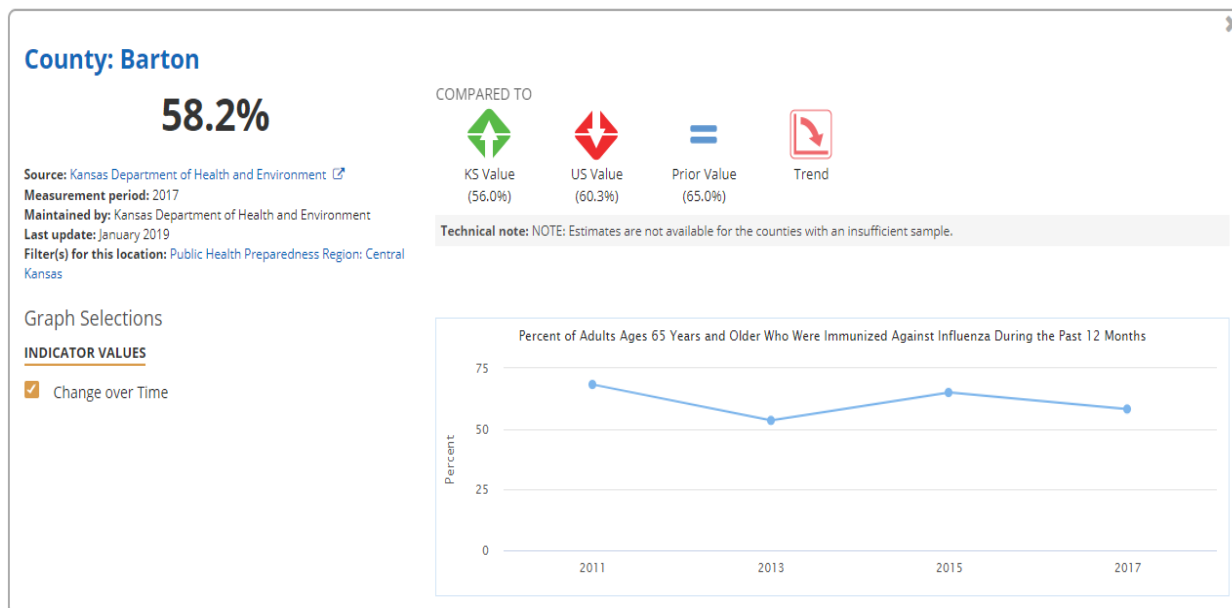 County: Barton
58.2%
Source: Kansas Department of Health and Environment
Measurement period: 2017
Maintained by: Kansas Department of Health and Environment
Last update: January 2019
Filter(s) for this location: Public Health Preparedness Region: Central
Kansas
COMPARED TO
KS Value
(56.0%)
US Value
(60.3%)
=
Prior Value
(65.0%)
Trend
Technical note: NOTE: Estimates are not available for the counties with an insufficient sample.
Graph Selections
INDICATOR VALUES
Change over Time
Percent of Adults Ages 65 Years and Older Who Were Immunized Against Influenza During the Past 12 Months
Percent
75
50
25
0
2011
2013
2015
2017